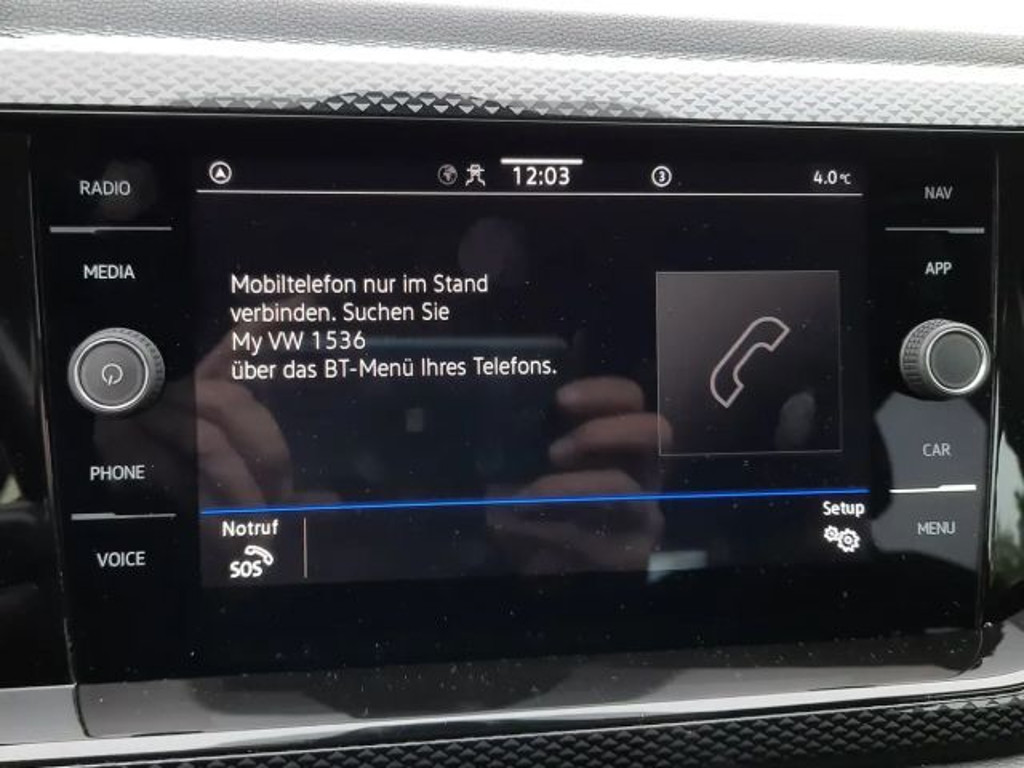 RADIO
MEDIA
PHONE
VOICE
12:03
3
4.0°C
Mobiltelefon nur im Stand
verbinden. Suchen Sie
My VW 1536
über das BT-Menü Ihres Telefons.
Notruf
SOS
Setup
NAV
APP
CAR
MENU